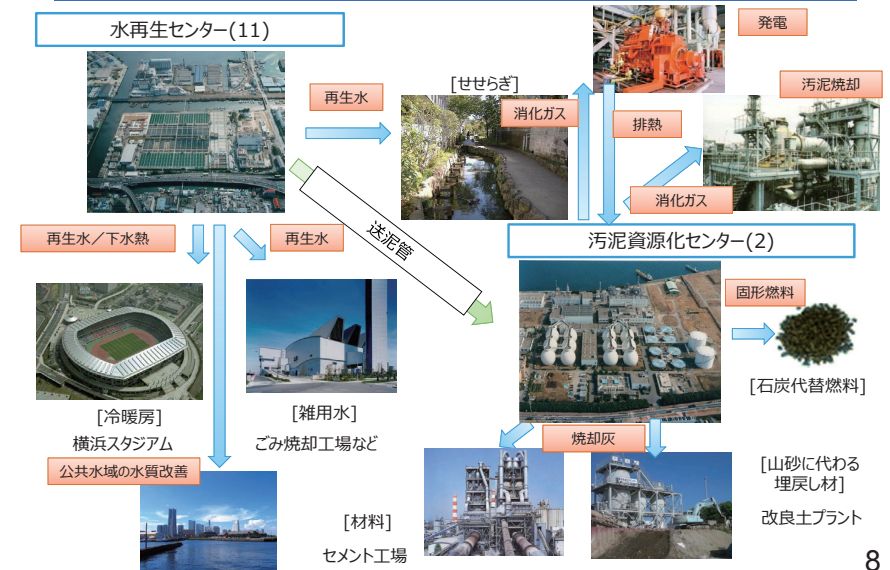 水再生センター(11)
発電
再生水
[せせらぎ]
消化ガス
排熱
汚泥焼却
消化ガス
再生水／下水熱
再生水
送泥管
汚泥資源化センター(2)
固形燃料
[石炭代替燃料]
[冷暖房]
横浜スタジアム
[雑用水]
ごみ焼却工場など
焼却灰
公共水域の水質改善
[材料]
セメント工場
[山砂に代わる
埋戻し材]
改良土プラント
8